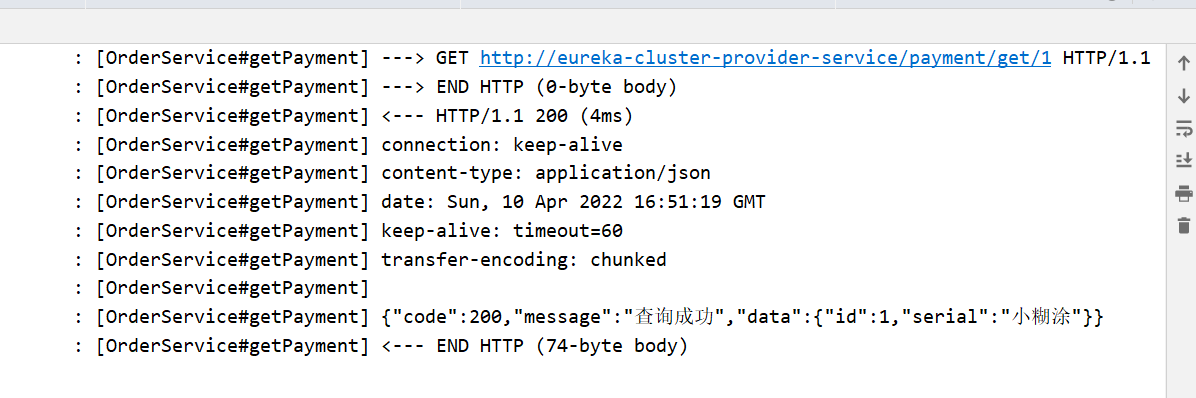 : [OrderService#getPayment] ---> GET http://eureka-cluster-provider-service/payment/get/1 HTTP/1.1
: [OrderService#getPayment] ---> END HTTP (0-byte body)
: [OrderService#getPayment] <--- HTTP/1.1 200 (4ms)
: [OrderService#getPayment] connection: keep-alive
: [OrderService#getPayment] content-type: application/json
: [OrderService#getPayment] date: Sun, 10 Apr 2022 16:51:19 GMT
: [OrderService#getPayment] keep-alive: timeout=60
: [OrderService#getPayment] transfer-encoding: chunked
: [OrderService#getPayment]
: [OrderService#getPayment] {"code":200,"message":"查询成功","data":{"id":1,"serial":"小糊涂"}}
: [OrderService#getPayment] <--- END HTTP (74-byte body)